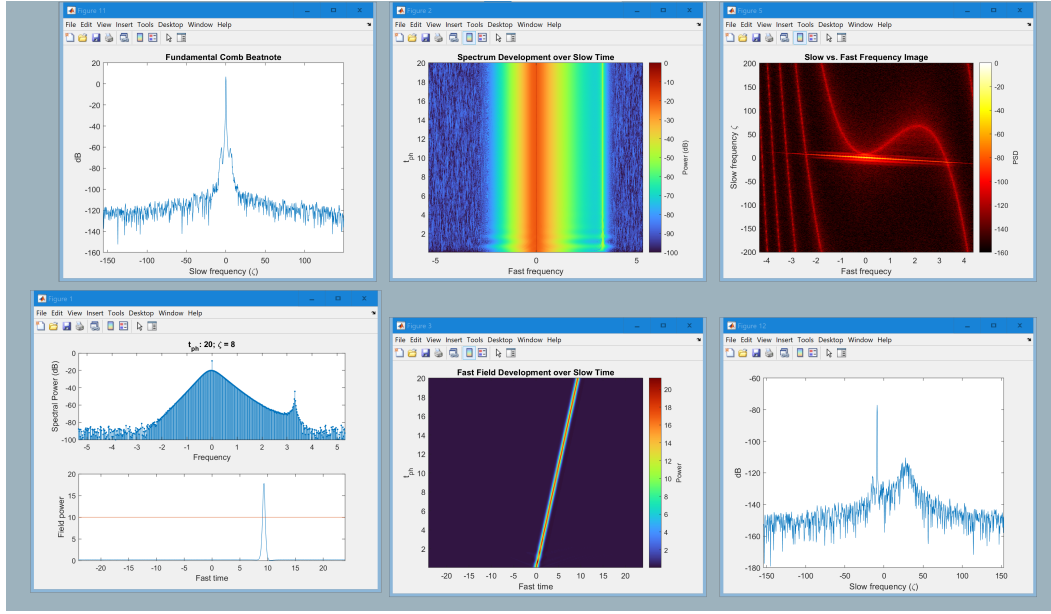 Figure 11
File Edit View Insert Tools Desktop Window Help
Fundamental Comb Beatnote
20
0
-20
-40
-60
-80
-100
-120
-140
-160
dB
-150 -100 -50 0 50 100
Slow frequency (ζ)
Figure 2
File Edit View Insert Tools Desktop Window Help
Spectrum Development over Slow Time
20
18
16
14
12
10
8
6
4
2
t_ph
-5 0 5
Fast frequency
0
-10
-20
-30
-40
-50
-60
-70
-80
-90
-100
Power (dB)
Figure 5
File Edit View Insert Tools Desktop Window Help
Slow vs. Fast Frequency Image
200
150
100
50
0
-50
-100
-150
-200
Slow frequency ζ
-4 -3 -2 -1 0 1 2 3 4
Fast frequecy
0
-20
-40
-60
-80
-100
-120
-140
-160
PSD
Figure 1
File Edit View Insert Tools Desktop Window Help
t_ph: 20; ζ = 8
0
-20
-40
-60
-80
-100
Spectral Power (dB)
-5 -4 -3 -2 -1 0 1 2 3 4 5
Frequency
20
15
10
5
0
Field power
-20 -15 -10 -5 0 5 10 15 20
Fast time
Figure 3
File Edit View Insert Tools Desktop Window Help
Fast Field Development over Slow Time
20
18
16
14
12
10
8
6
4
2
t_ph
-20 -15 -10 -5 0 5 10 15 20
Fast time
18
16
14
12
10
8
6
4
2
Power
Figure 12
File Edit View Insert Tools Desktop Window Help
-60
-80
-100
-120
-140
-160
-180
-200
dB
-150 -100 -50 0 50 100 150
Slow frequency (ζ)